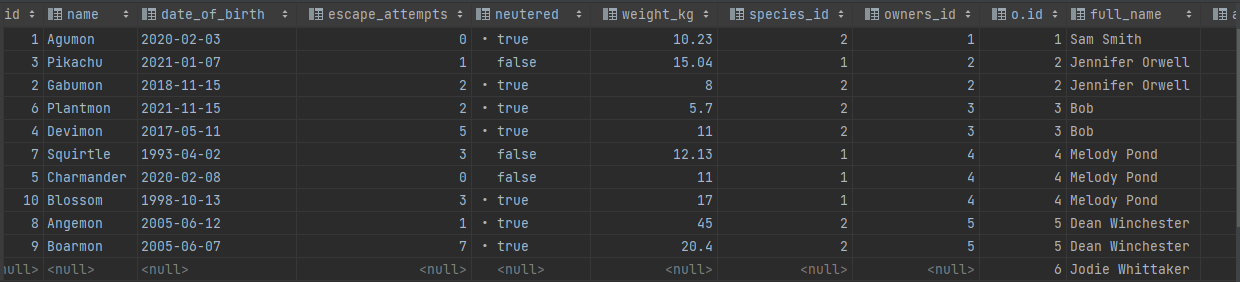 id name date_of_birth escape_attempts neutered weight_kg species_id owners_id o.id full_name a
1 Agumon 2020-02-03 0 • true 10.23 2 1 1 Sam Smith
3 Pikachu 2021-01-07 1 false 15.04 1 2 2 Jennifer Orwell
2 Gabumon 2018-11-15 2 • true 8 2 2 2 Jennifer Orwell
6 Plantmon 2021-11-15 2 • true 5.7 2 3 3 Bob
4 Devimon 2017-05-11 5 • true 11 2 3 3 Bob
7 Squirtle 1993-04-02 3 false 12.13 1 4 4 Melody Pond
5 Charmander 2020-02-08 0 false 11 1 4 4 Melody Pond
10 Blossom 1998-10-13 3 • true 17 1 4 4 Melody Pond
8 Angemon 2005-06-12 1 • true 45 2 5 5 Dean Winchester
9 Boarmon 2005-06-07 7 • true 20.4 2 5 5 Dean Winchester
null> <null> <null> <null> <null> <null> <null> <null> 6 Jodie Whittaker